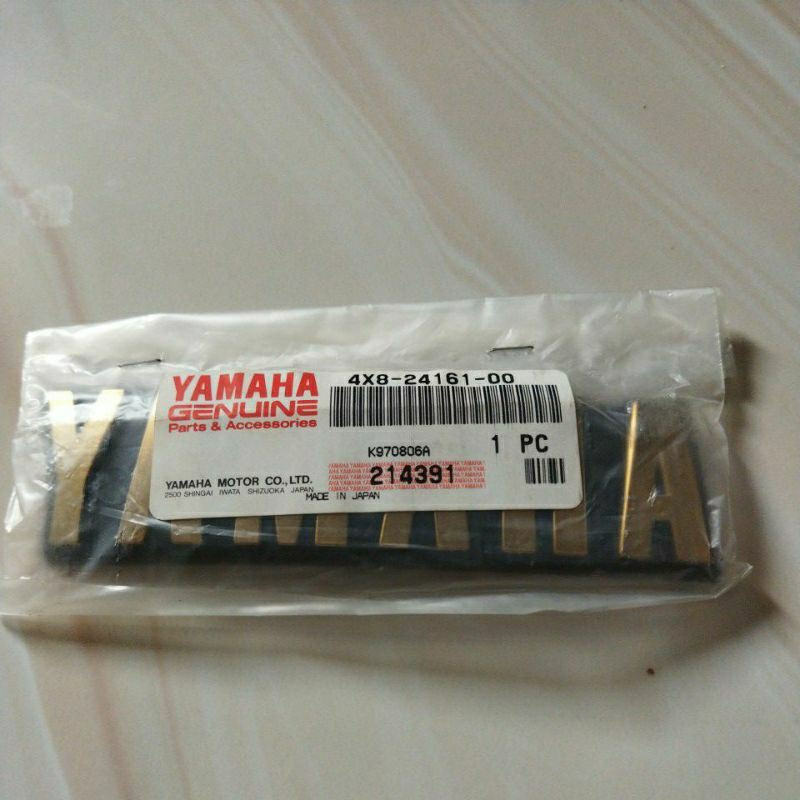 YAMAHA
GENUINE
Parts & Accessories
4X8-24161-00
K970806A
1 PC
214391
YAMAHA MOTOR CO.,LTD.
2500 SHINGAI IWATA SHIZUOKA JAPAN
MADE IN JAPAN
YAMAHA